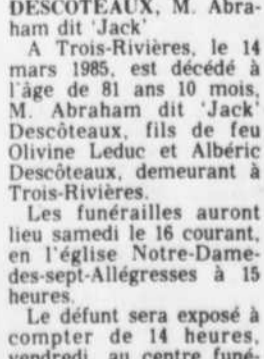 DESCOTEAUX, M. Abra-
ham dit 'Jack'
A Trois-Rivières, le 14
mars 1985, est décédé à
l'âge de 81 ans 10 mois,
M. Abraham dit 'Jack'
Descôteaux, fils de feu
Olivine Leduc et Albéric
Descôteaux, demeurant à
Trois-Rivières.
Les funérailles auront
lieu samedi le 16 courant,
en l'église Notre-Dame-
des-sept-Allégresses à 15
heures.
Le défunt sera exposé à
compter de 14 heures,
vendredi, au centre funé-